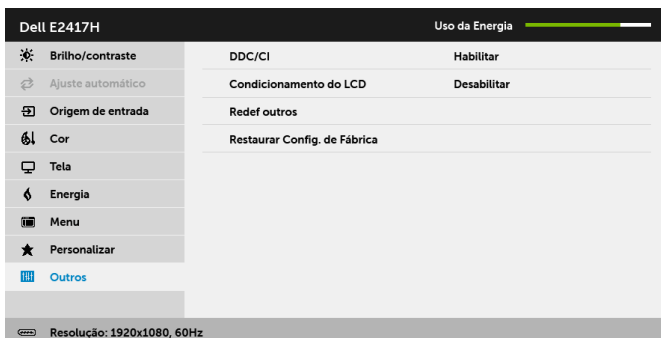 Dell E2417H Uso da Energia
Brilho/contraste DDC/CI Habilitar
Ajuste automático Condicionamento do LCD Desabilitar
Origem de entrada Redef outros
Cor Restaurar Config. de Fábrica
Tela
Energia
Menu
Personalizar
Outros
Resolução: 1920x1080, 60Hz